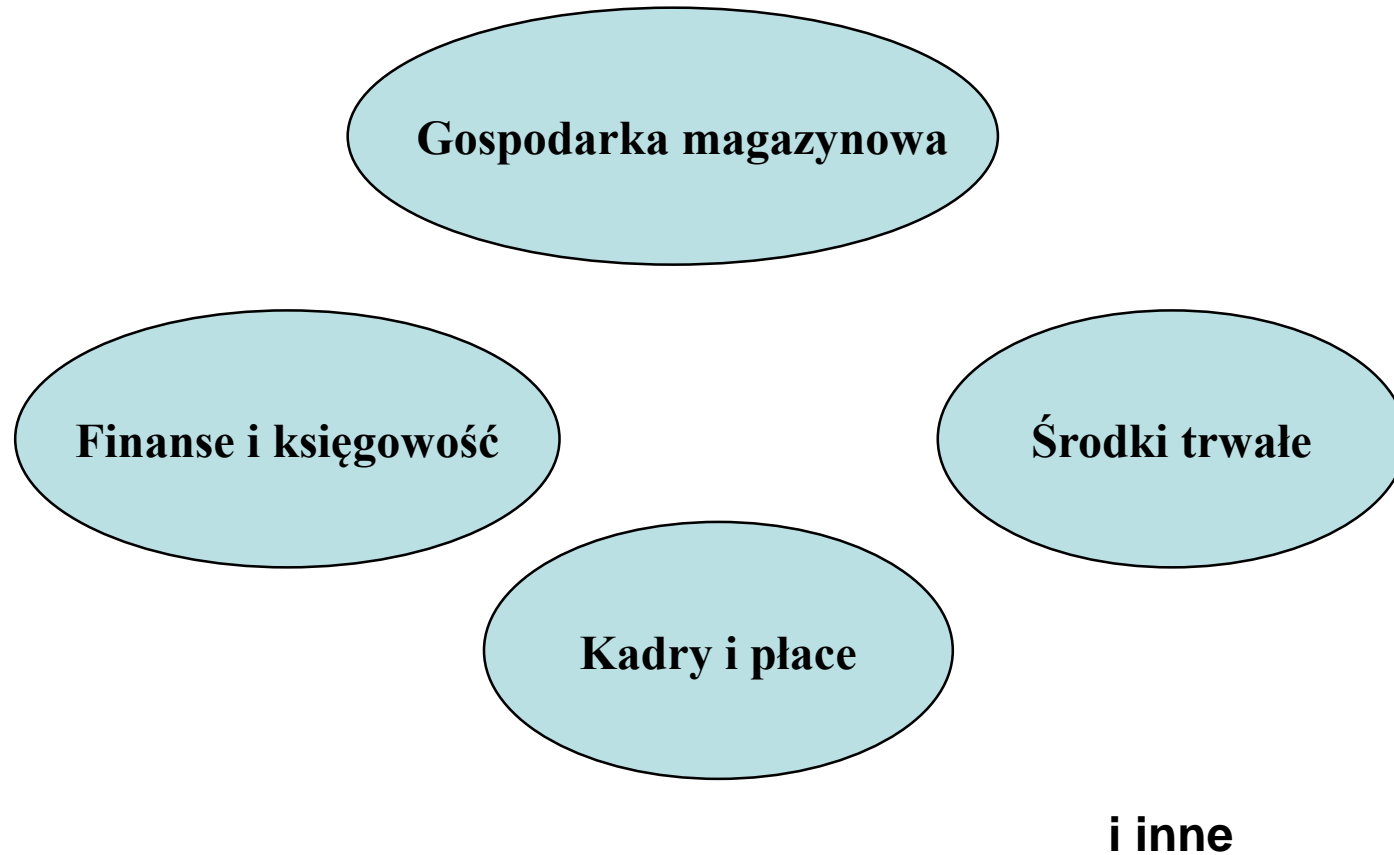 Gospodarka magazynowa
Finanse i księgowość
Środki trwałe
Kadry i płace
i inne